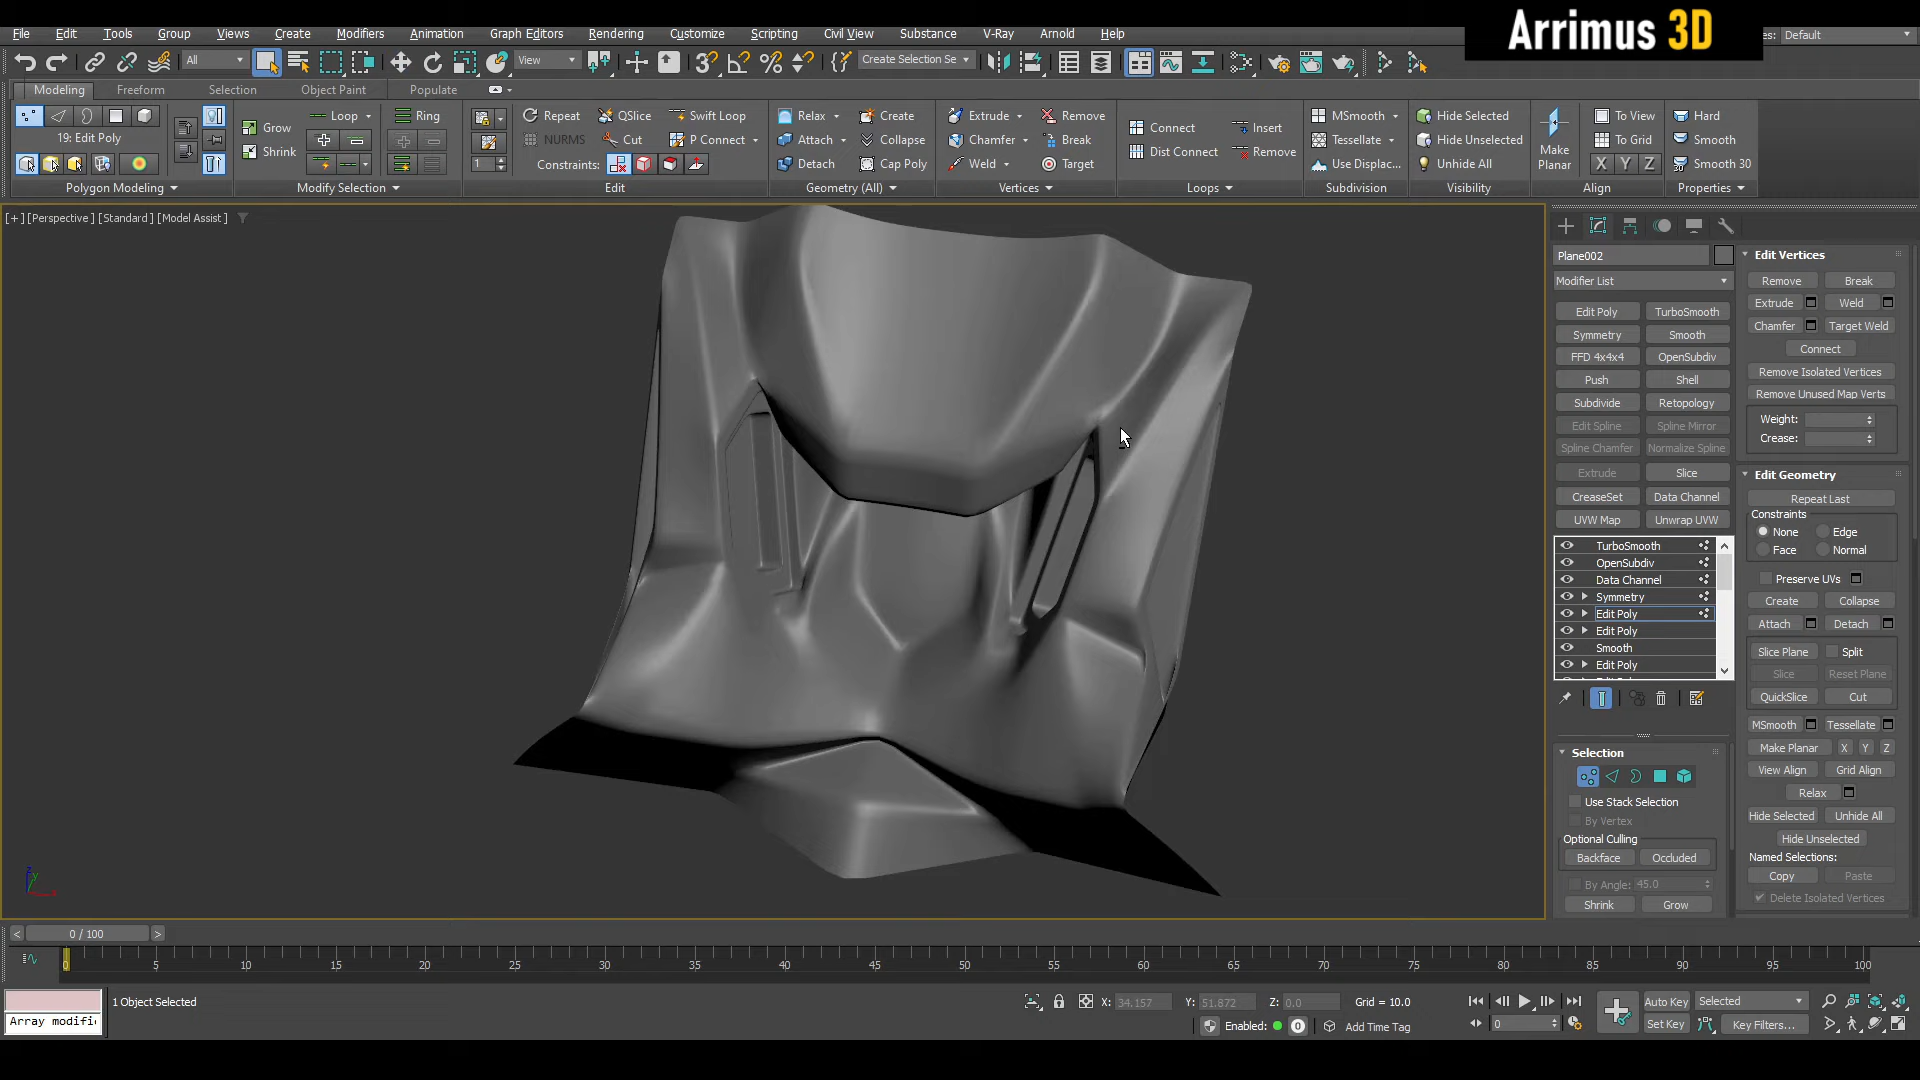 Arrimus 3D
File Edit Tools Group Views Create Modifiers Animation Graph Editors Rendering Customize Scripting Civil View Substance V-Ray Arnold Help
es: Default
All View Create Selection Se
Modeling Freeform Selection Object Paint Populate
Loop Ring Repeat QSlice Swift Loop Relax Create Extrude Remove MSmooth Hide Selected To View Hard
19: Edit Poly Grow Connect Insert
NURMS Cut P Connect Attach Collapse Chamfer Break Tessellate Hide Unselected Make Planar To Grid Smooth
Shrink Dist Connect Remove
1 Constraints: Detach Cap Poly Weld Target Use Displac... Unhide All X Y Z Smooth 30
Polygon Modeling Modify Selection Edit Geometry (All) Vertices Loops Subdivision Visibility Align Properties
[+] [Perspective ] [Standard ] [Model Assist ]
Plane002
Modifier List
Edit Poly TurboSmooth
Symmetry Smooth
FFD 4x4x4 OpenSubdiv
Push Shell
Subdivide Retopology
Edit Spline Spline Mirror
Spline Chamfer Normalize Spline
Extrude Slice
CreaseSet Data Channel
UVW Map Unwrap UVW
TurboSmooth
OpenSubdiv
Data Channel
Symmetry
Edit Poly
Edit Poly
Smooth
Edit Poly
Selection
Use Stack Selection
By Vertex
Optional Culling
Backface Occluded
By Angle: 45.0
Shrink Grow
Edit Vertices
Remove Break
Extrude Weld
Chamfer Target Weld
Connect
Remove Isolated Vertices
Remove Unused Map Verts
Weight:
Crease:
Edit Geometry
Repeat Last
Constraints
None Edge
Face Normal
Preserve UVs
Create Collapse
Attach Detach
Slice Plane Split
Slice Reset Plane
QuickSlice Cut
MSmooth Tessellate
Make Planar X Y Z
View Align Grid Align
Relax
Hide Selected Unhide All
Hide Unselected
Named Selections:
Copy Paste
Delete Isolated Vertices
< 0 / 100 >
0 5 10 15 20 25 30 35 40 45 50 55 60 65 70 75 80 85 90 95 100
1 Object Selected X: 34.157 Y: 51.872 Z: 0.0 Grid = 10.0 Auto Key Selected
Array modifi Enabled: 0 Add Time Tag 0 Set Key Key Filters...